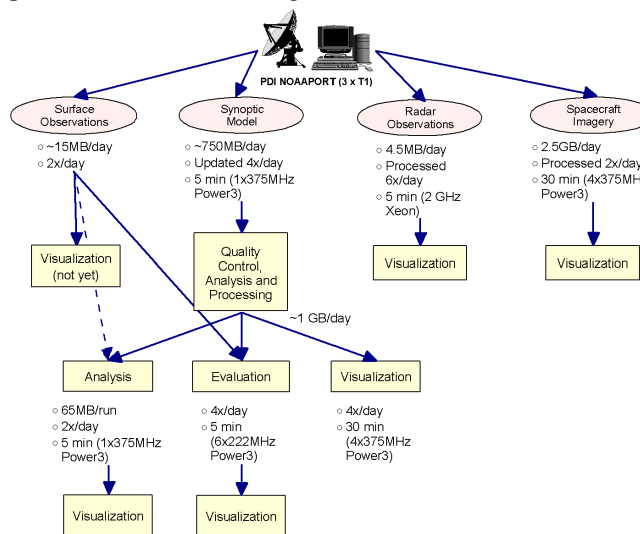 PDI NOAAPORT (3 x T1)
Surface
Observations
○ ~15MB/day
○ 2x/day
Synoptic
Model
○ ~750MB/day
○ Updated 4x/day
○ 5 min (1x375MHz
Power3)
Radar
Observations
○ 4.5MB/day
○ Processed
6x/day
○ 5 min (2 GHz
Xeon)
Spacecraft
Imagery
○ 2.5GB/day
○ Processed 2x/day
○ 30 min (4x375MH
Power3)
Visualization
(not yet)
Quality
Control,
Analysis and
Processing
Visualization
Visualization
~1 GB/day
Analysis
○ 65MB/run
○ 2x/day
○ 5 min (1x375MHz
Power3)
Evaluation
○ 4x/day
○ 5 min
(6x222MHz
Power3)
Visualization
○ 4x/day
○ 30 min
(4x375MHz
Power3)
Visualization
Visualization